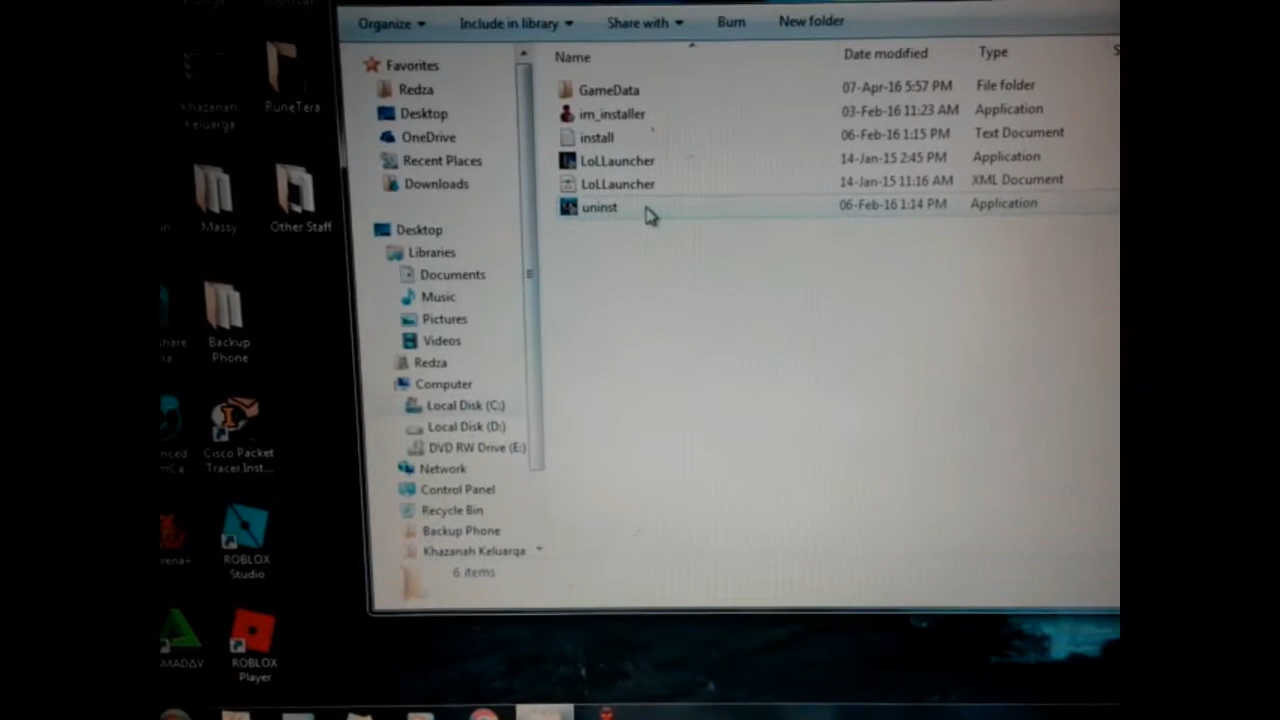 Organize
Include in library
Share with
Burn
New folder
Name
Date modified
Type
GameData
07-Apr-16 5:57 PM
File folder
im_installer
03-Feb-16 11:23 AM
Application
install
06-Feb-16 1:15 PM
Text Document
LoLLauncher
14-Jan-15 2:45 PM
Application
LoLLauncher
14-Jan-15 11:16 AM
XML Document
uninst
06-Feb-16 1:14 PM
Application
Favorites
Redza
Desktop
OneDrive
Recent Places
Downloads
Desktop
Libraries
Documents
Music
Pictures
Videos
Redza
Computer
Local Disk (C:)
Local Disk (D:)
DVD RW Drive (E:)
Network
Control Panel
Recycle Bin
Backup Phone
Khazanah Keluarga
6 items
Khazanah
Keluarga
RuneTera
Massy
Other Staff
Backup
Phone
Cisco Packet
Tracer Inst...
ROBLOX
Studio
ROBLOX
Player